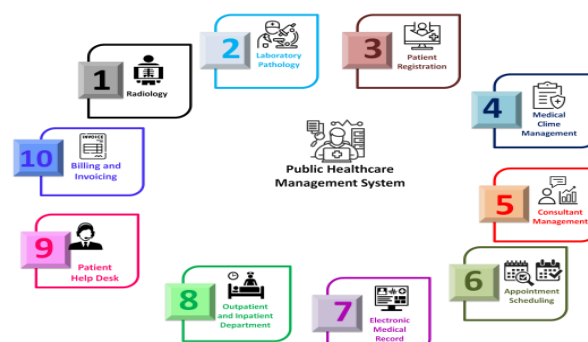 1
Radiology
2
Laboratory
Pathology
3
Patient
Registration
4
Medical
Clime
Management
5
Consultant
Management
6
Appointment
Scheduling
7
Electronic
Medical
Record
8
Outpatient
and Inpatient
Department
9
Patient
Help Desk
10
INVOICE
Billing and
Invoicing
Public Healthcare
Management System